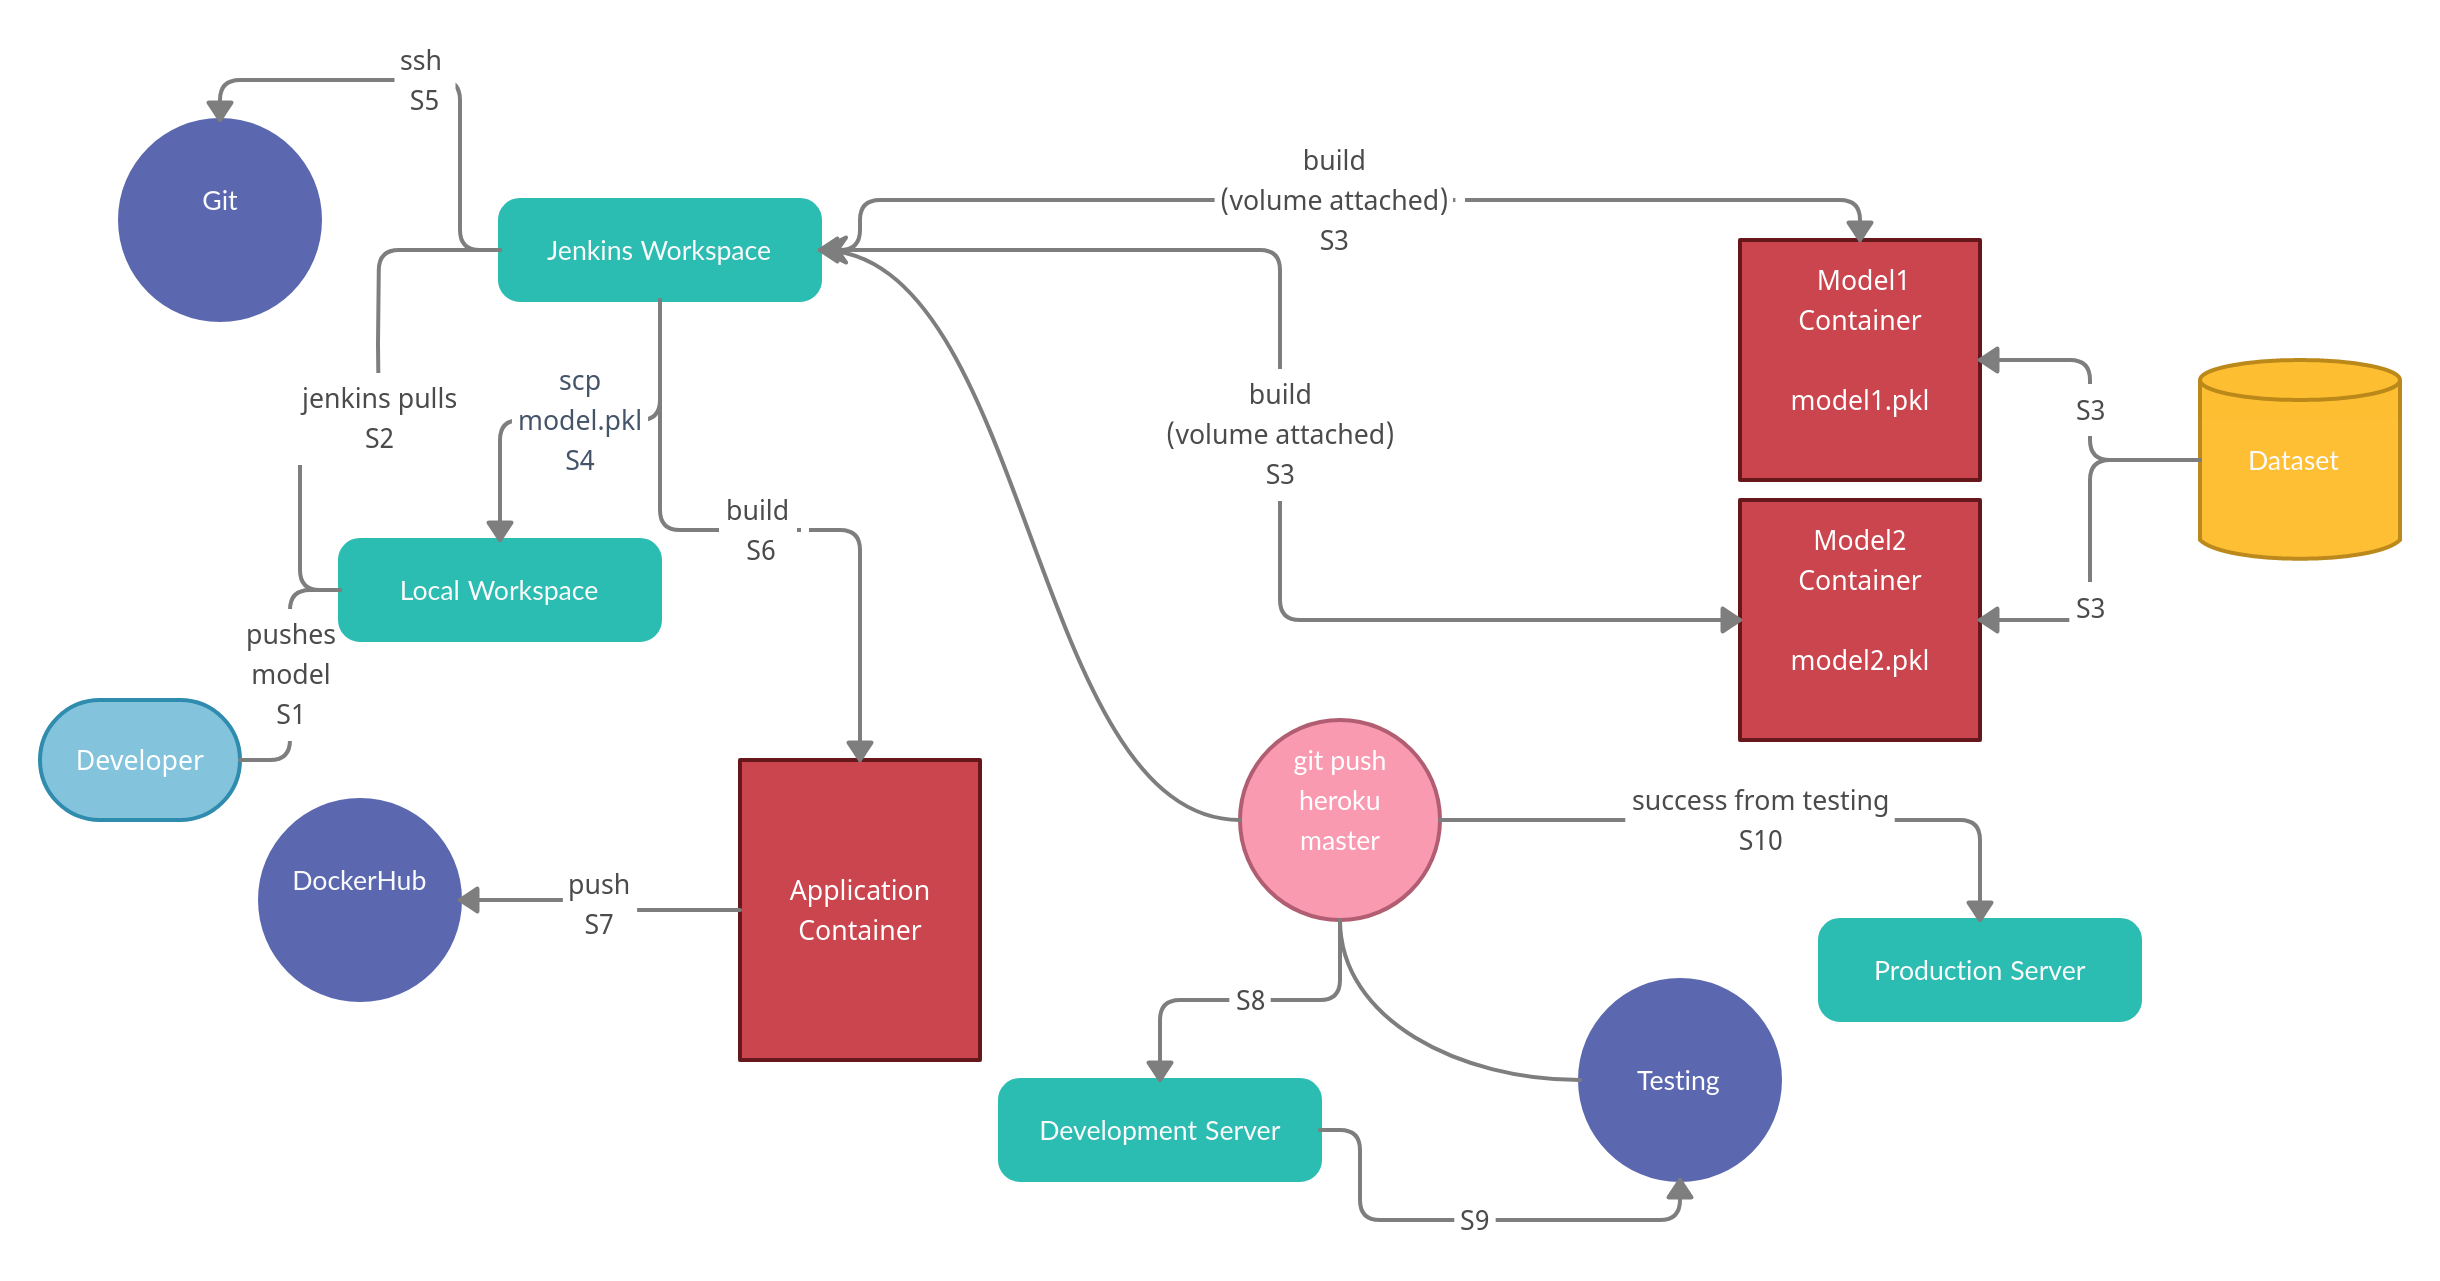 ssh
S5
Git
Jenkins Workspace
build
(volume attached)
S3
Model1
Container
model1.pkl
jenkins pulls
S2
scp
model.pkl
S4
build
(volume attached)
S3
S3
Dataset
build
S6
Model2
Container
model2.pkl
S3
Local Workspace
pushes
model
S1
Developer
DockerHub
push
S7
Application
Container
git push
heroku
master
success from testing
S10
Production Server
S8
Development Server
Testing
S9